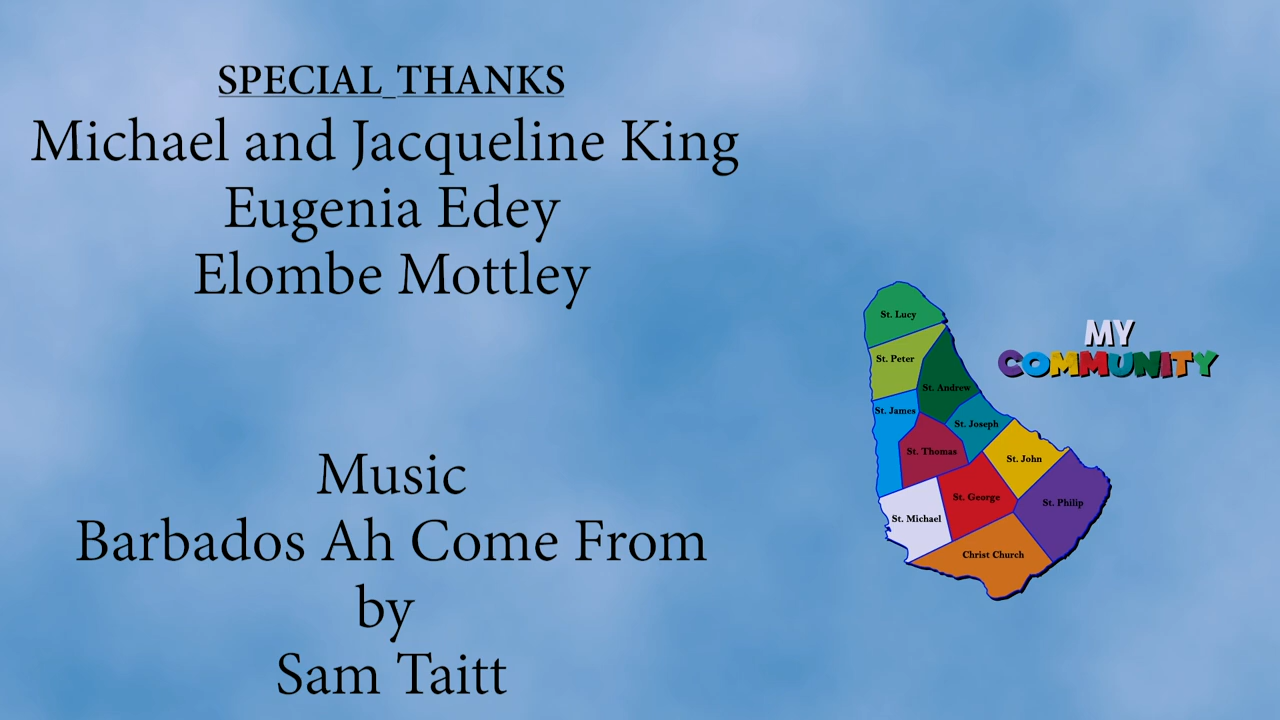 SPECIAL THANKS
Michael and Jacqueline King
Eugenia Edey
Elombe Mottley
Music
Barbados Ah Come From
by
Sam Taitt
St. Lucy
St. Peter
St. Andrew
St. James
St. Joseph
St. Thomas
St. John
St. George
St. Philip
St. Michael
Christ Church
MY
COMMUNITY